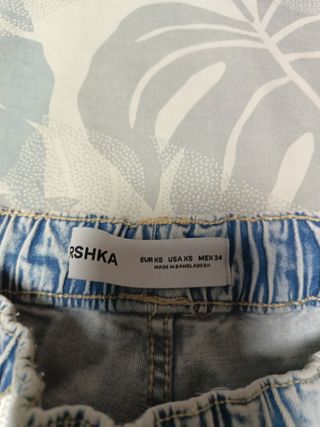 RSHKA
EUR XS USA XS MEX 34
MADE IN BANGLADESH